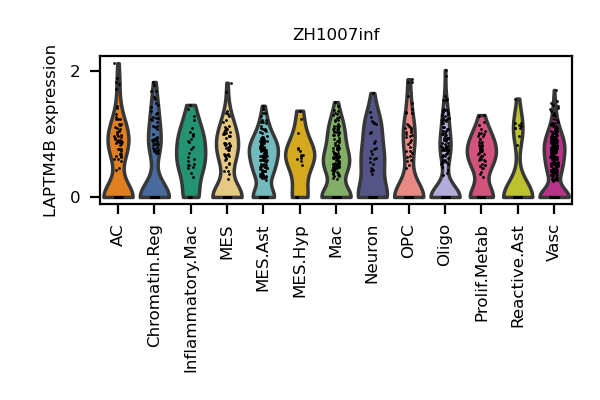 ZH1007inf
LAPTM4B expression
2
0
AC
Chromatin.Reg
Inflammatory.Mac
MES
MES.Ast
MES.Hyp
Mac
Neuron
OPC
Oligo
Prolif.Metab
Reactive.Ast
Vasc